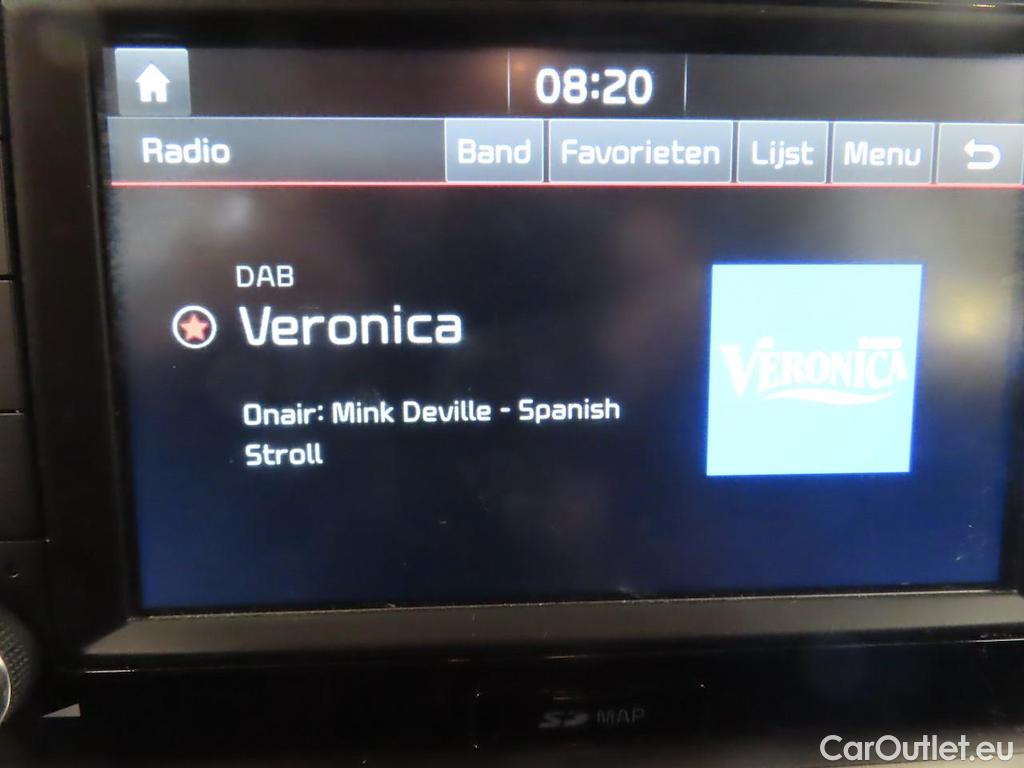 08:20
Radio
Band
Favorieten
Lijst
Menu
DAB
Veronica
Onair: Mink Deville - Spanish
Stroll
VERONICA
SD MAP
CarOutlet.eu